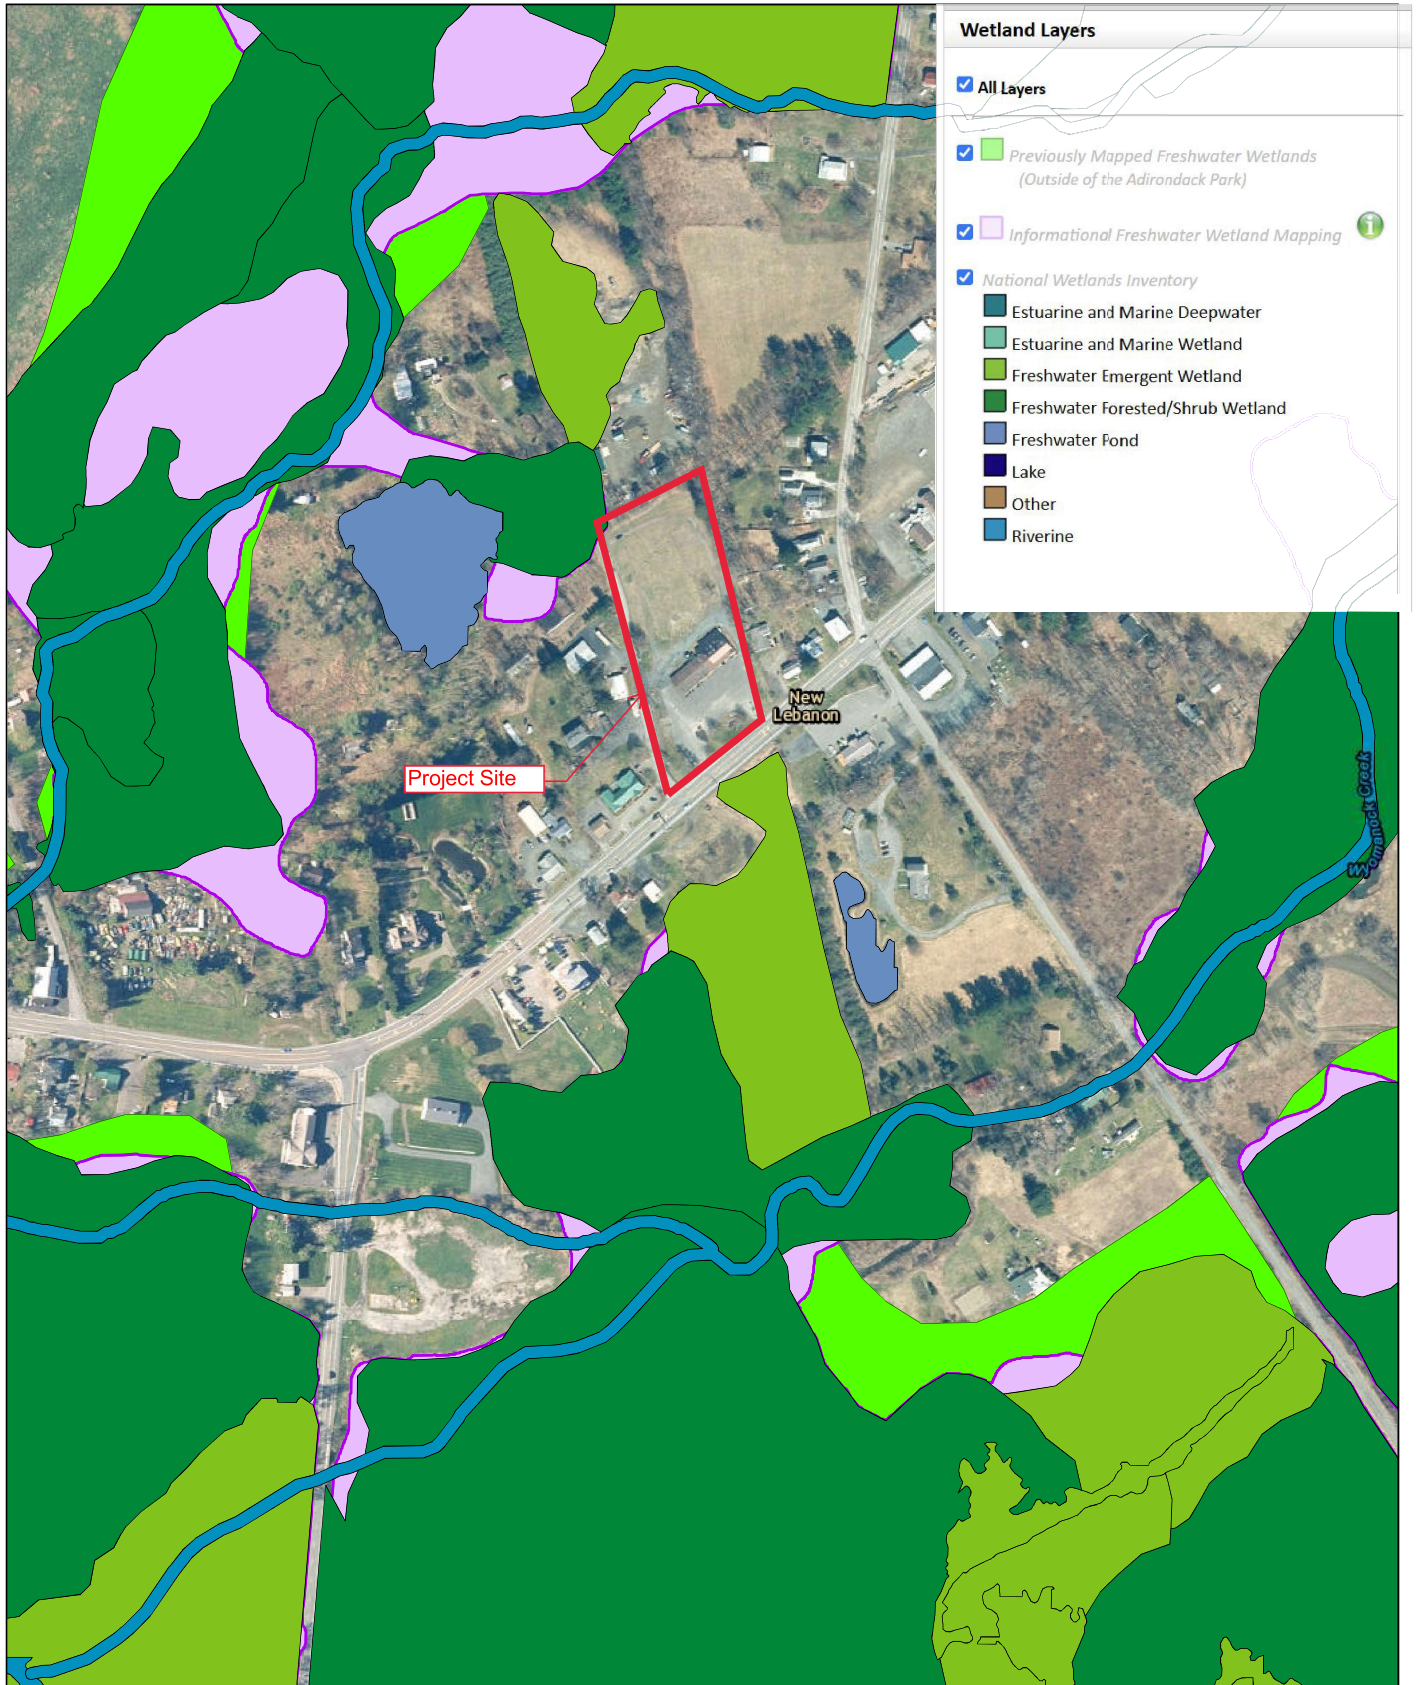 Wetland Layers
All Layers
Previously Mapped Freshwater Wetlands
(Outside of the Adirondack Park)
Informational Freshwater Wetland Mapping
i
National Wetlands Inventory
Estuarine and Marine Deepwater
Estuarine and Marine Wetland
Freshwater Emergent Wetland
Freshwater Forested/Shrub Wetland
Freshwater Pond
Lake
Other
Riverine
New
Lebanon
Project Site
Wyomanock Creek